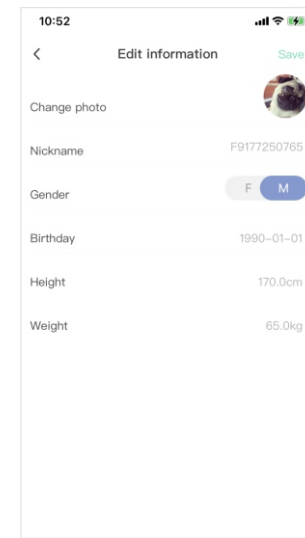 10:52
Edit information Save
Change photo
Nickname F9177250765
Gender F M
Birthday 1990-01-01
Height 170.0cm
Weight 65.0kg